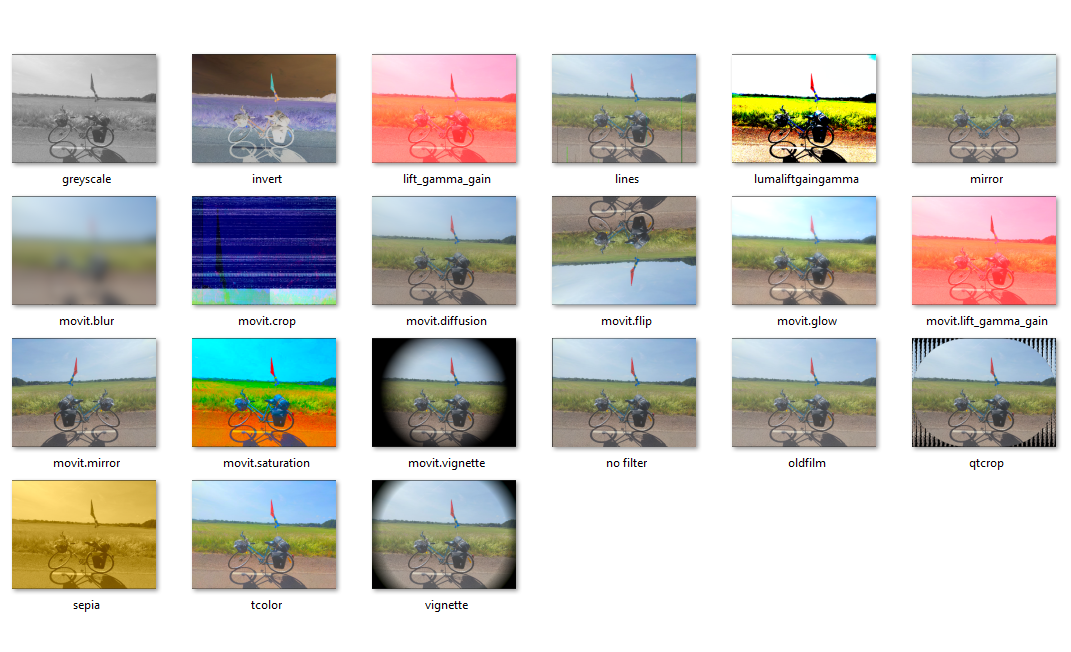 greyscale
invert
lift_gamma_gain
lines
lumaliftgaingamma
mirror
movit.blur
movit.crop
movit.diffusion
movit.flip
movit.glow
movit.lift_gamma_gain
movit.mirror
movit.saturation
movit.vignette
no filter
oldfilm
qtcrop
sepia
tcolor
vignette